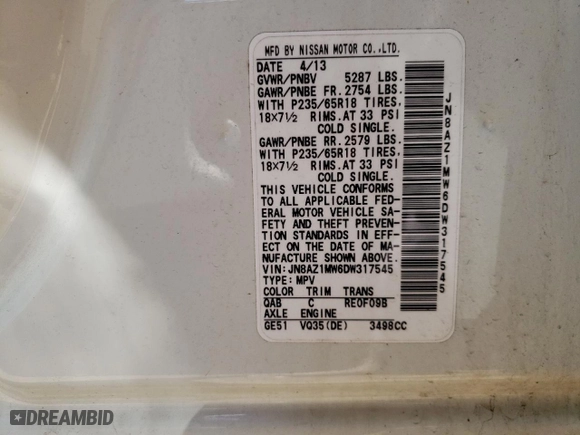 MFD BY NISSAN MOTOR CO.,LTD.
DATE 4/13
GVWR/PNBV 5287 LBS.
GAWR/PNBE FR. 2754 LBS.
WITH P235/65R18 TIRES,
18×7½ RIMS. AT 33 PSI
COLD SINGLE.
GAWR/PNBE RR. 2579 LBS.
WITH P235/65R18 TIRES,
18×7½ RIMS. AT 33 PSI
COLD SINGLE.
THIS VEHICLE CONFORMS
TO ALL APPLICABLE FED-
ERAL MOTOR VEHICLE SA-
FETY AND THEFT PREVEN-
TION STANDARDS IN EFF-
ECT ON THE DATE OF MA-
NUFACTURE SHOWN ABOVE.
VIN:JN8AZ1MW6DW317545
TYPE:MPV
COLOR TRIM TRANS
QAB C RE0F09B
AXLE ENGINE
GE51 VQ35(DE) 3498CC
JN8AZ1MW6DW317545
DREAMBID